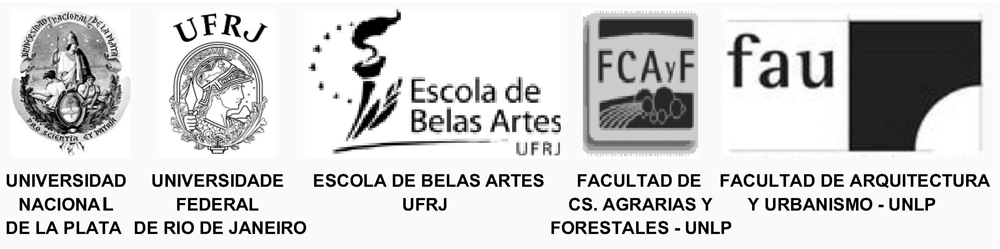 UNIVERSIDAD NACIONAL DE LA PLATA
PRO SCIENTIA ET PATRIA
UFRJ
Escola de
Belas Artes
UFRJ
FCAyF
fau
UNIVERSIDAD
NACIONAL
DE LA PLATA
UNIVERSIDADE
FEDERAL
DE RIO DE JANEIRO
ESCOLA DE BELAS ARTES
UFRJ
FACULTAD DE
CS. AGRARIAS Y
FORESTALES - UNLP
FACULTAD DE ARQUITECTURA
Y URBANISMO - UNLP